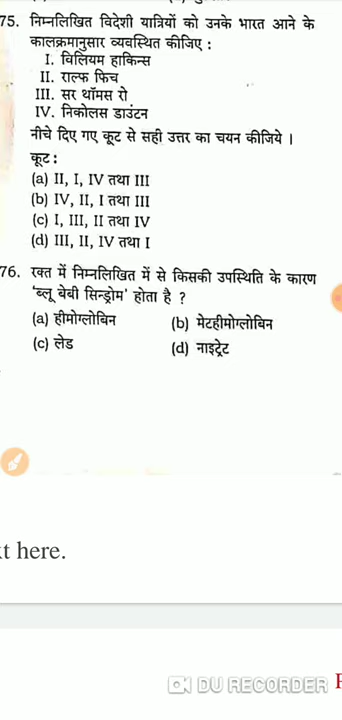 75. निम्नलिखित विदेशी यात्रियों को उनके भारत आने के
कालक्रमानुसार व्यवस्थित कीजिए :
I. विलियम हाकिन्स
II. राल्फ फिच
III. सर थॉमस रो
IV. निकोलस डाउंटन
नीचे दिए गए कूट से सही उत्तर का चयन कीजिये ।
कूट :
(a) II, I, IV तथा III
(b) IV, II, I तथा III
(c) I, III, II तथा IV
(d) III, II, IV तथा I
76. रक्त में निम्नलिखित में से किसकी उपस्थिति के कारण
‘ब्लू बेबी सिन्ड्रोम’ होता है ?
(a) हीमोग्लोबिन (b) मेटहीमोग्लोबिन
(c) लेड (d) नाइट्रेट
t here.
DU RECORDER